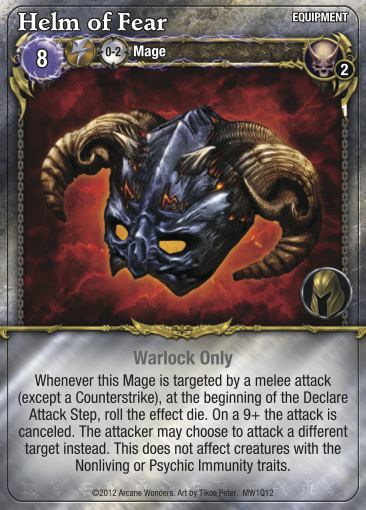 Helm of Fear
EQUIPMENT
8 0-2 Mage 2
Warlock Only
Whenever this Mage is targeted by a melee attack
(except a Counterstrike), at the beginning of the Declare
Attack Step, roll the effect die. On a 9+ the attack is
canceled. The attacker may choose to attack a different
target instead. This does not affect creatures with the
Nonliving or Psychic Immunity traits.
©2012 Arcane Wonders. Art by Tikos Peter. MW1Q12